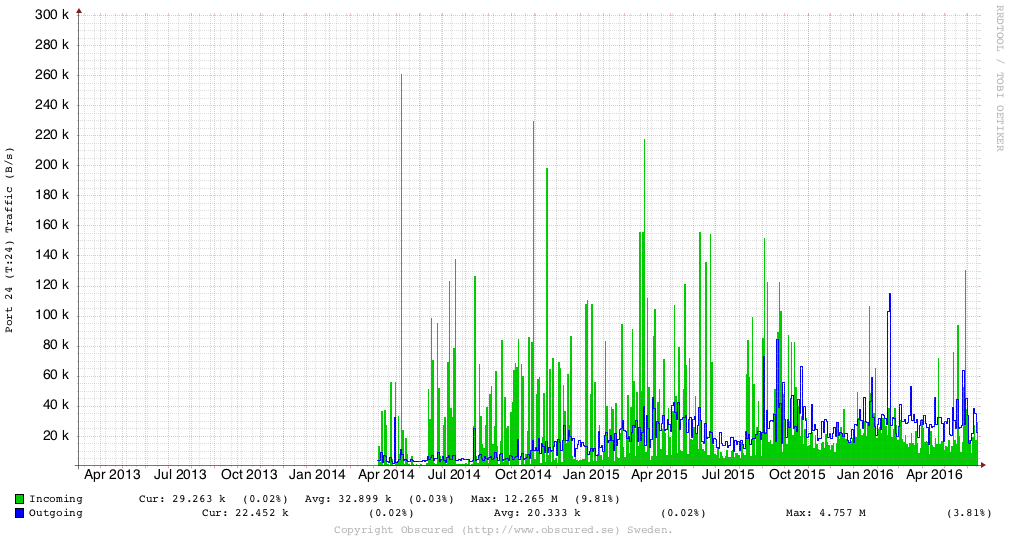 300 k
280 k
260 k
240 k
220 k
200 k
180 k
160 k
140 k
120 k
100 k
80 k
60 k
40 k
20 k
Port 24 (T:24) Traffic (B/s)
RRDTOOL / TOBI OETIKER
Apr 2013 Jul 2013 Oct 2013 Jan 2014 Apr 2014 Jul 2014 Oct 2014 Jan 2015 Apr 2015 Jul 2015 Oct 2015 Jan 2016 Apr 2016
Incoming Cur: 29.263 k (0.02%) Avg: 32.899 k (0.03%) Max: 12.265 M (9.81%)
Outgoing Cur: 22.452 k (0.02%) Avg: 20.333 k (0.02%) Max: 4.757 M (3.81%)
Copyright Obscured (http://www.obscured.se) Sweden.